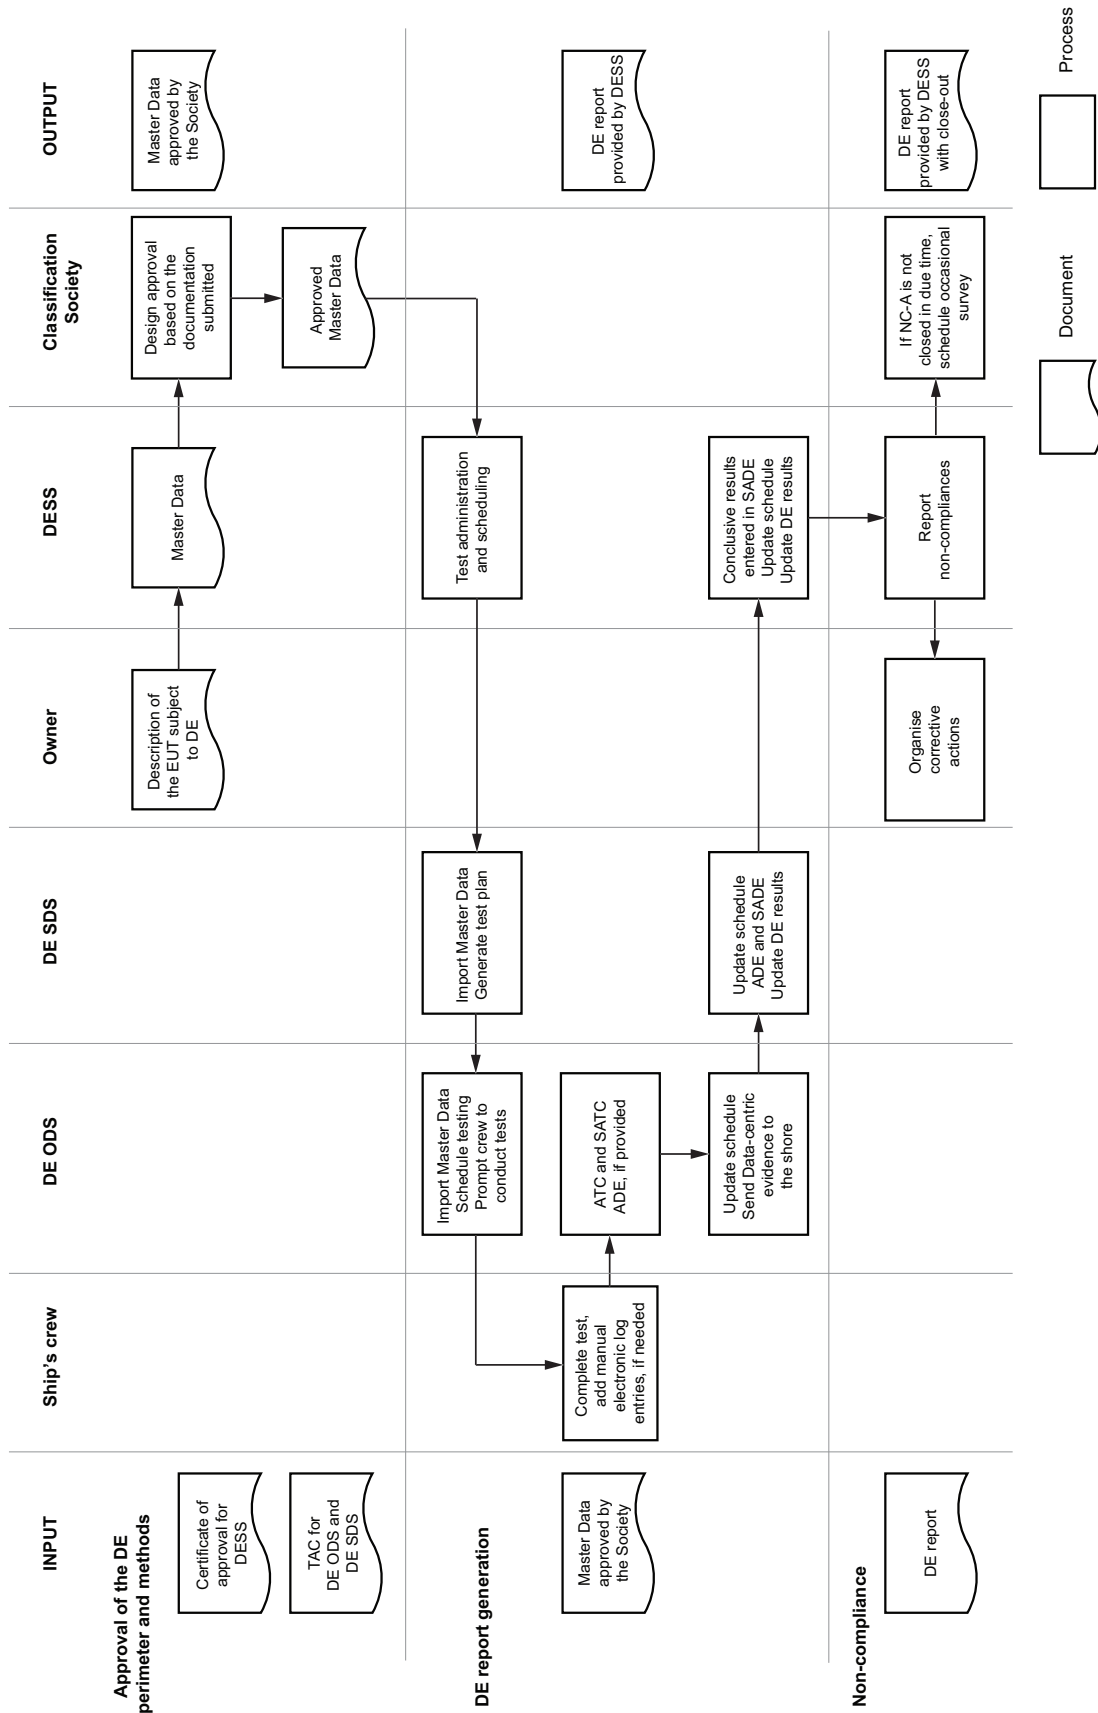 INPUT
Ship's crew
DE ODS
DE SDS
Owner
DESS
Classification
Society
OUTPUT
Approval of the DE
perimeter and methods
Certificate of
approval for
DESS
TAC for
DE ODS and
DE SDS
Description of
the EUT subject
to DE
Master Data
Design approval
based on the
documentation
submitted
Approved
Master Data
Master Data
approved by
the Society
DE report generation
Master Data
approved by
the Society
Complete test,
add manual
electronic log
entries, if needed
Import Master Data
Schedule testing
Prompt crew to
conduct tests
ATC and SATC
ADE, if provided
Update schedule
Send Data-centric
evidence to
the shore
Import Master Data
Generate test plan
Update schedule
ADE and SADE
Update DE results
Test administration
and scheduling
Conclusive results
entered in SADE
Update schedule
Update DE results
DE report
provided by DESS
Non-compliance
DE report
Organise
corrective
actions
Report
non-compliances
If NC-A is not
closed in due time,
schedule occasional
survey
DE report
provided by DESS
with close-out
Document
Process